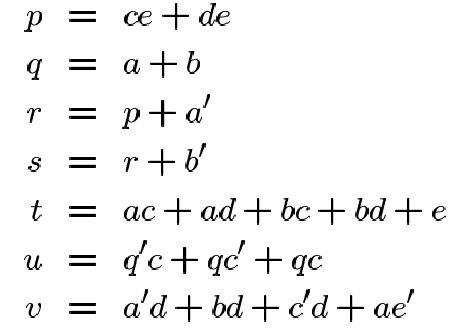 p = ce + de
q = a + b
r = p + a′
s = r + b′
t = ac + ad + bc + bd + e
u = q′c + qc′ + qc
v = a′d + bd + c′d + ae′